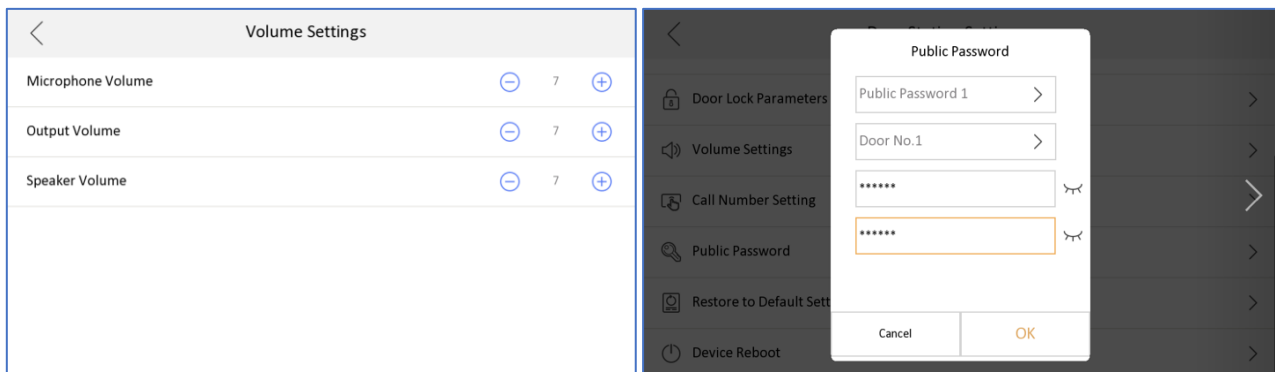 Volume Settings
Microphone Volume
7
Output Volume
7
Speaker Volume
7
Public Password
Public Password 1
Door No.1
******
******
Cancel
OK
Door Lock Parameters
Volume Settings
Call Number Setting
Public Password
Restore to Default Sett
Device Reboot